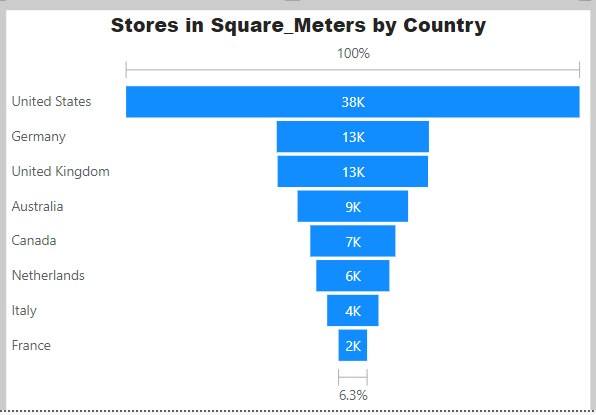 Stores in Square_Meters by Country
100%
United States 38K
Germany 13K
United Kingdom 13K
Australia 9K
Canada 7K
Netherlands 6K
Italy 4K
France 2K
6.3%